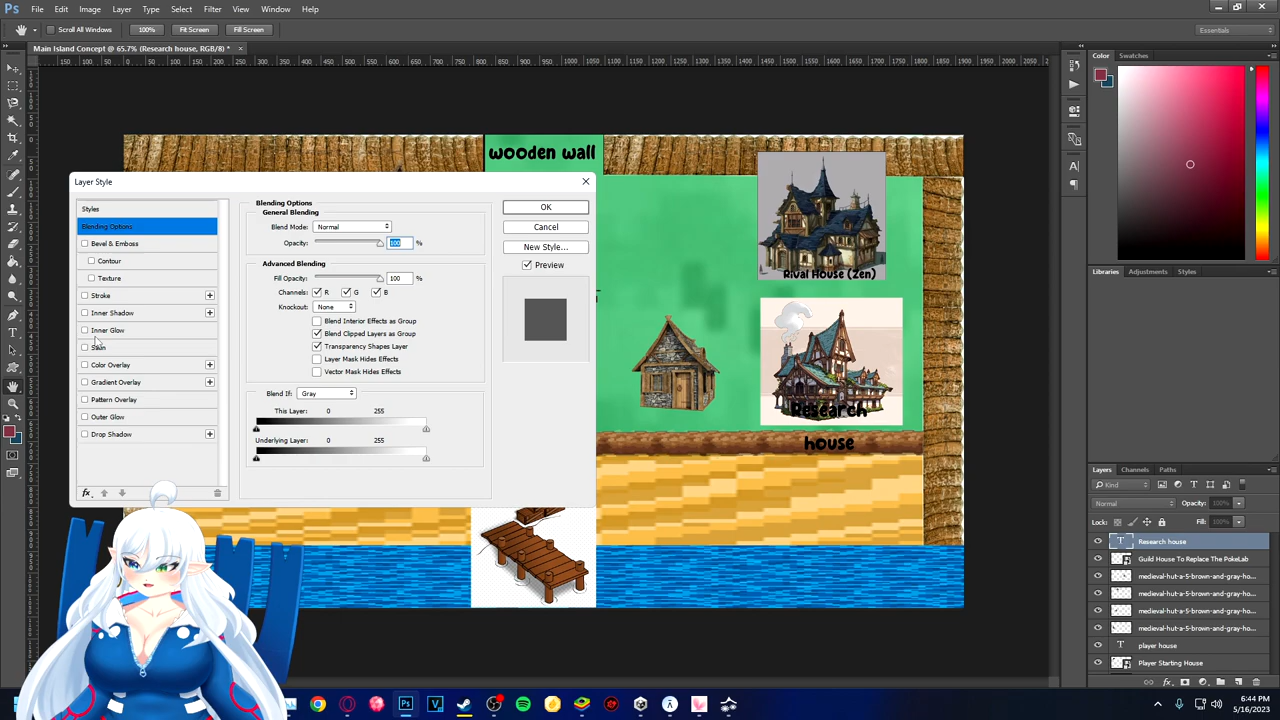 Ps File Edit Image Layer Type Select Filter View Window Help
Scroll All Windows 100% Fit Screen Fill Screen Essentials
Main Island Concept @ 65.7% (Research house, RGB/8) * ×
Color Swatches
wooden wall
Layer Style
Styles
Blending Options
Bevel & Emboss
Contour
Texture
Stroke
Inner Shadow
Inner Glow
Satin
Color Overlay
Gradient Overlay
Pattern Overlay
Outer Glow
Drop Shadow
fx
Blending Options
General Blending
Blend Mode: Normal
Opacity: 100 %
Advanced Blending
Fill Opacity: 100 %
Channels: R G B
Knockout: None
Blend Interior Effects as Group
Blend Clipped Layers as Group
Transparency Shapes Layer
Layer Mask Hides Effects
Vector Mask Hides Effects
Blend If: Gray
This Layer: 0 255
Underlying Layer: 0 255
OK
Cancel
New Style...
Preview
Rival House (Zen)
Research
house
Libraries Adjustments Styles
Layers Channels Paths
Kind
Normal Opacity: 100%
Locks: Fill: 100%
Research house
Guild House To Replace The PokeLab
medieval-hut-a-5-brown-and-gray-ho...
medieval-hut-a-5-brown-and-gray-ho...
medieval-hut-a-5-brown-and-gray-ho...
medieval-hut-a-5-brown-and-gray-ho...
player house
Player Starting House
6:44 PM
5/16/2023